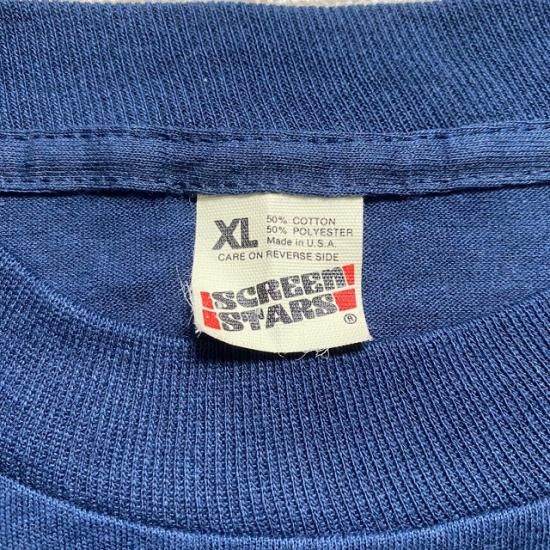 XL
50% COTTON
50% POLYESTER
Made in U.S.A.
CARE ON REVERSE SIDE
SCREEN
STARS
®